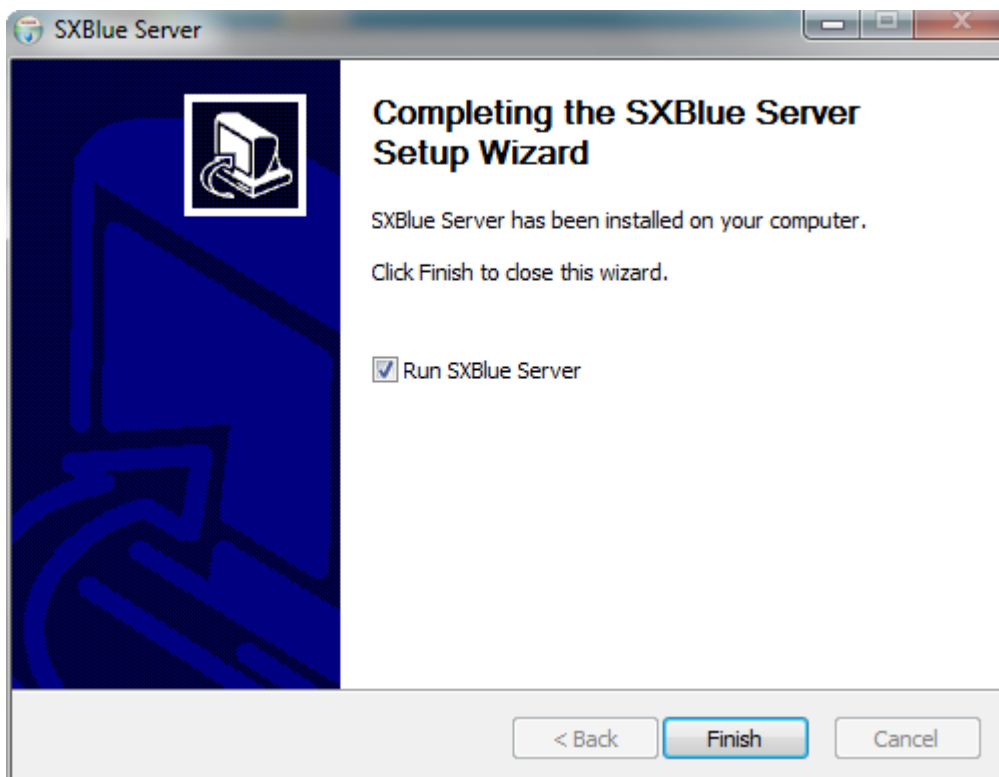 SXBlue Server
Completing the SXBlue Server
Setup Wizard
SXBlue Server has been installed on your computer.
Click Finish to close this wizard.
Run SXBlue Server
< Back
Finish
Cancel